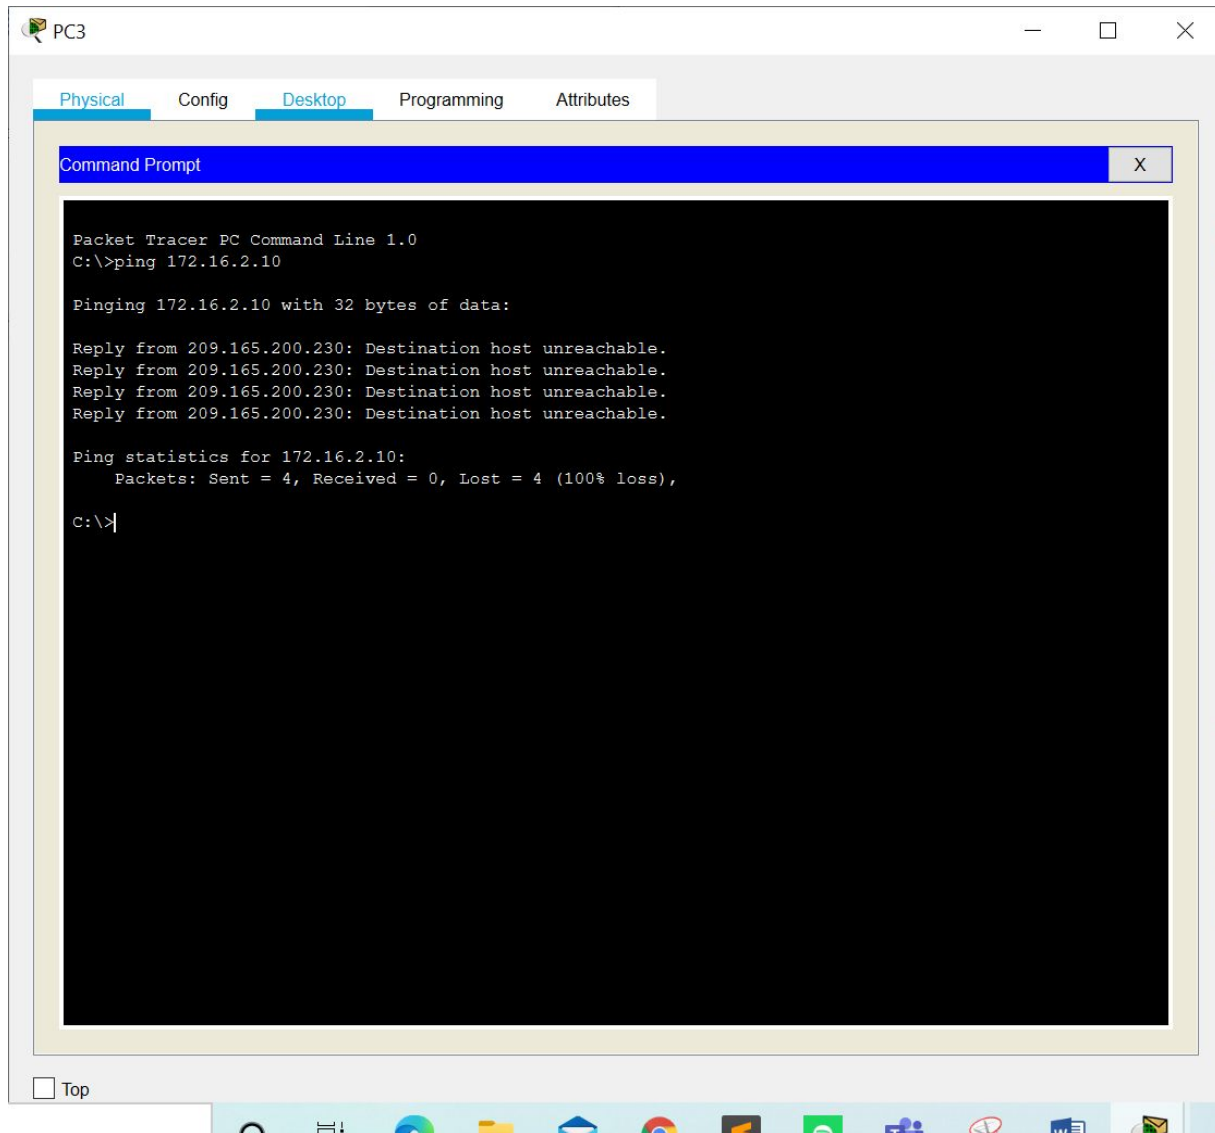 PC3
Physical Config Desktop Programming Attributes
Command Prompt X
Packet Tracer PC Command Line 1.0
C:\>ping 172.16.2.10
Pinging 172.16.2.10 with 32 bytes of data:
Reply from 209.165.200.230: Destination host unreachable.
Reply from 209.165.200.230: Destination host unreachable.
Reply from 209.165.200.230: Destination host unreachable.
Reply from 209.165.200.230: Destination host unreachable.
Ping statistics for 172.16.2.10:
Packets: Sent = 4, Received = 0, Lost = 4 (100% loss),
C:\>
Top